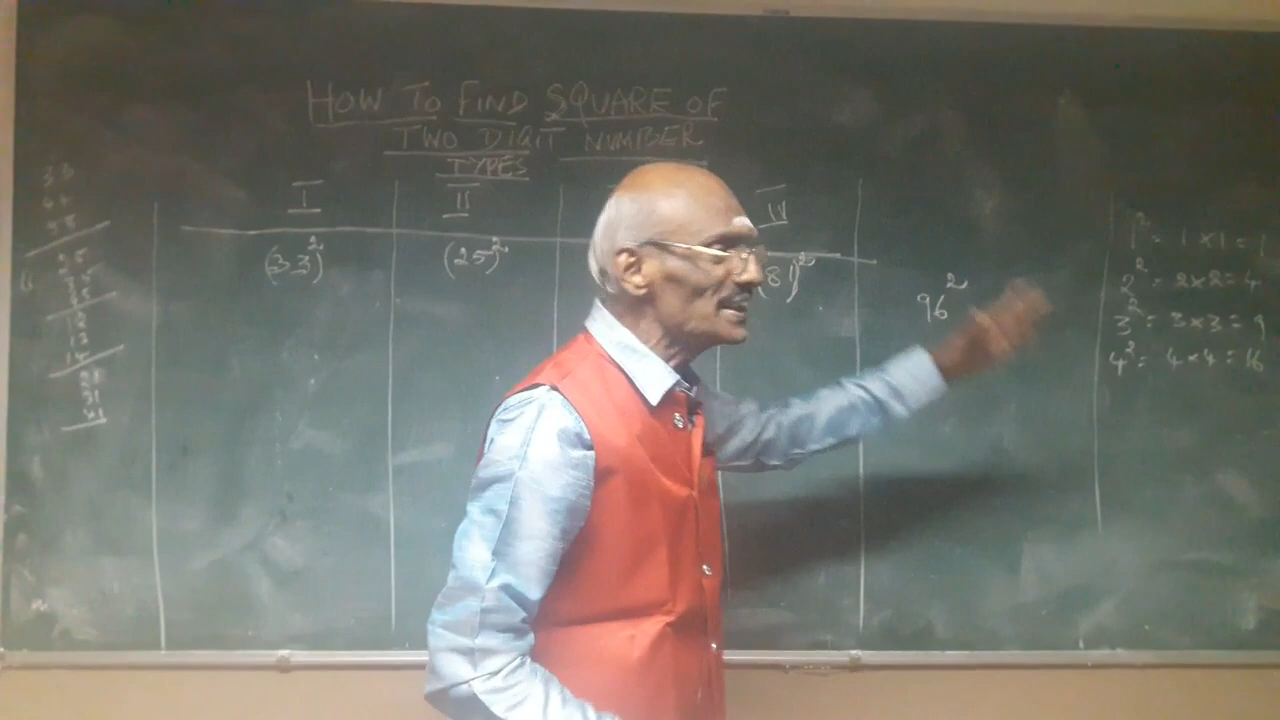 HOW TO FIND SQUARE OF
TWO DIGIT NUMBER
TYPES
I II IV
(33)² (25)² (81)²
96²
1² = 1 × 1 = 1
2² = 2 × 2 = 4
3² = 3 × 3 = 9
4² = 4 × 4 = 16